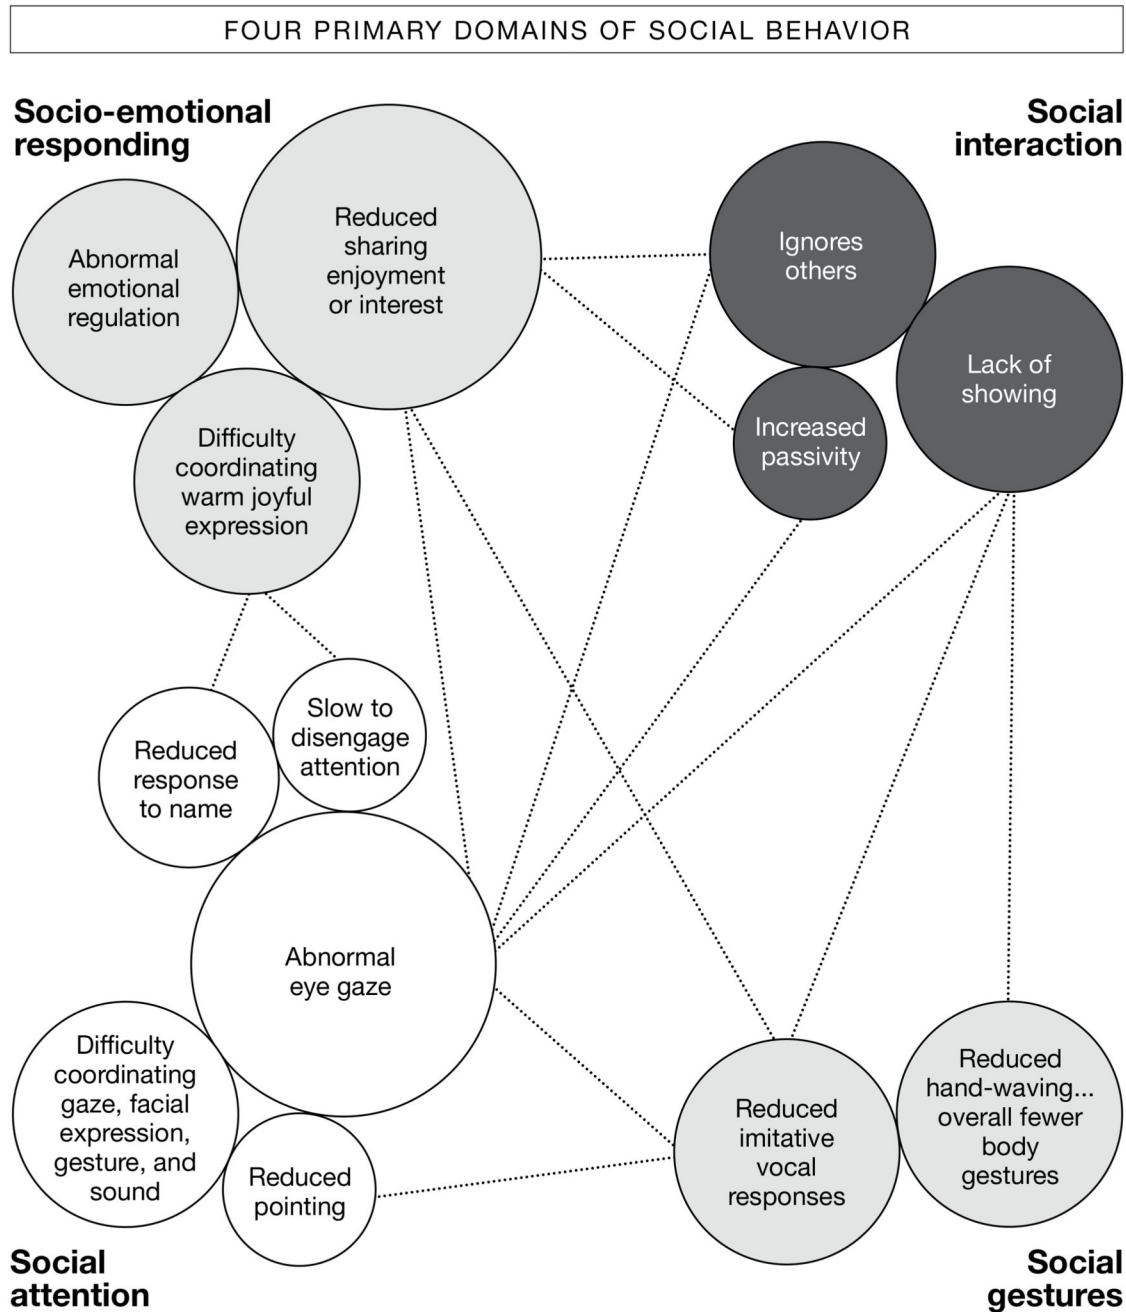 FOUR PRIMARY DOMAINS OF SOCIAL BEHAVIOR
Socio-emotional
responding
Social
interaction
Reduced
sharing
enjoyment
or interest
Abnormal
emotional
regulation
Difficulty
coordinating
warm joyful
expression
Ignores
others
Lack of
showing
Increased
passivity
Slow to
disengage
attention
Reduced
response
to name
Abnormal
eye gaze
Difficulty
coordinating
gaze, facial
expression,
gesture, and
sound
Reduced
pointing
Reduced
imitative
vocal
responses
Reduced
hand-waving...
overall fewer
body
gestures
Social
attention
Social
gestures